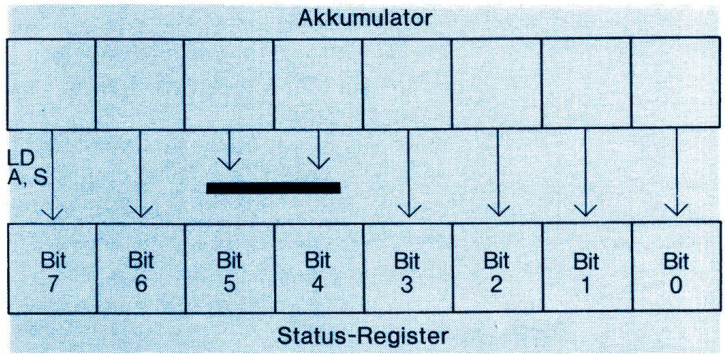 Akkumulator
LD
A, S
Bit Bit Bit Bit Bit Bit Bit Bit
7 6 5 4 3 2 1 0
Status-Register